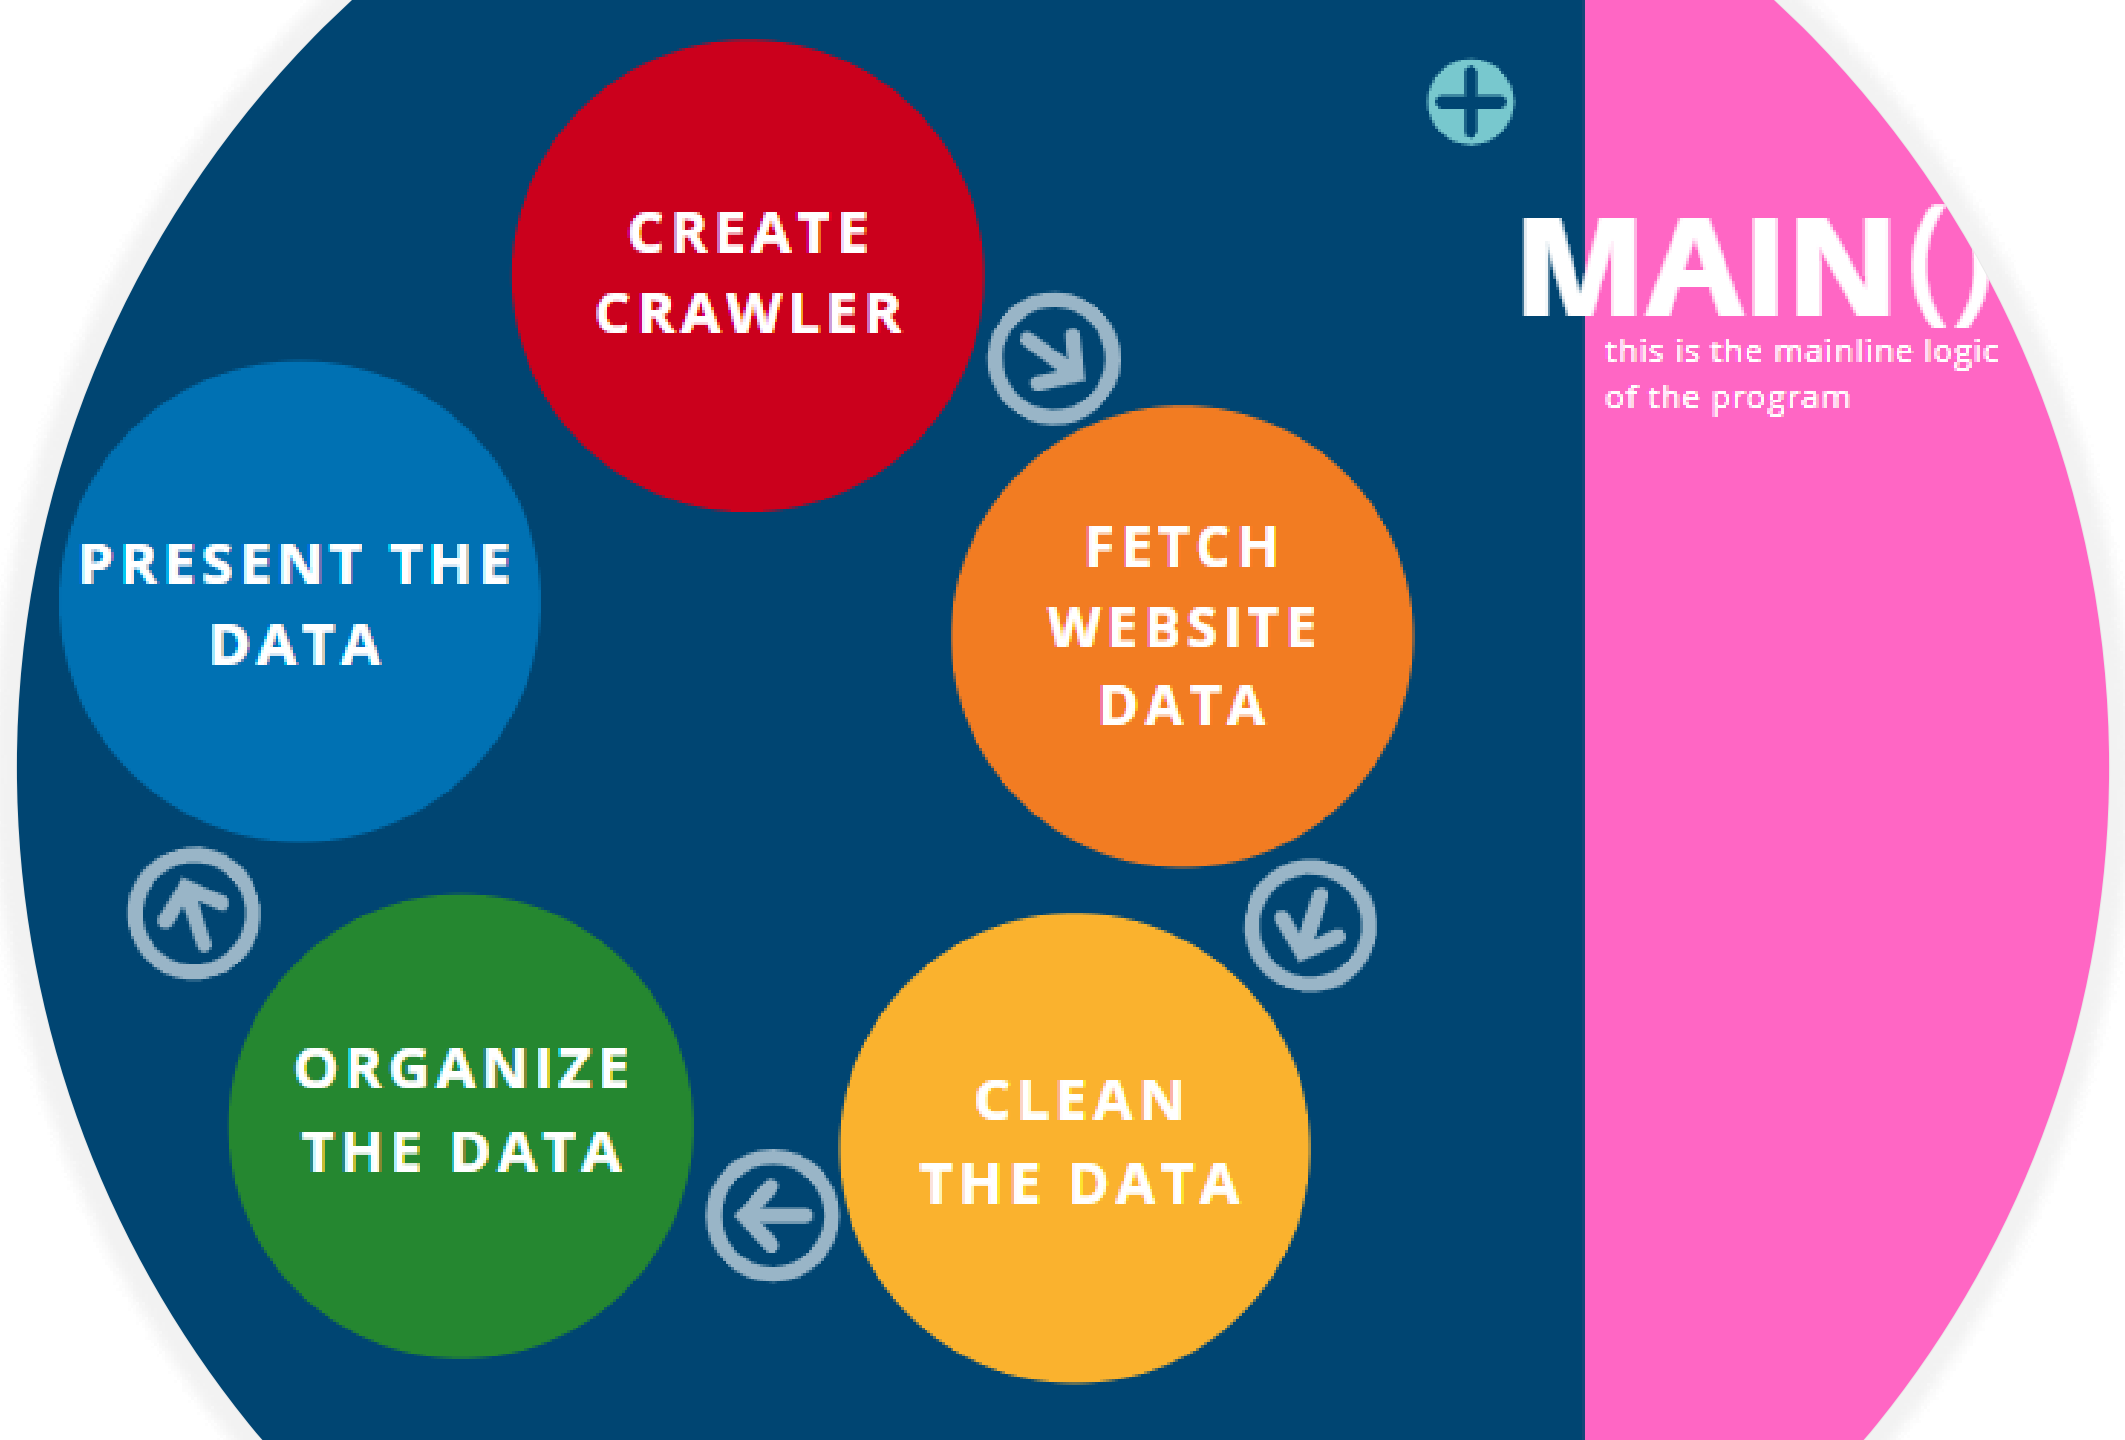 CREATE
CRAWLER
FETCH
WEBSITE
DATA
CLEAN
THE DATA
ORGANIZE
THE DATA
PRESENT THE
DATA
MAIN()
this is the mainline logic
of the program